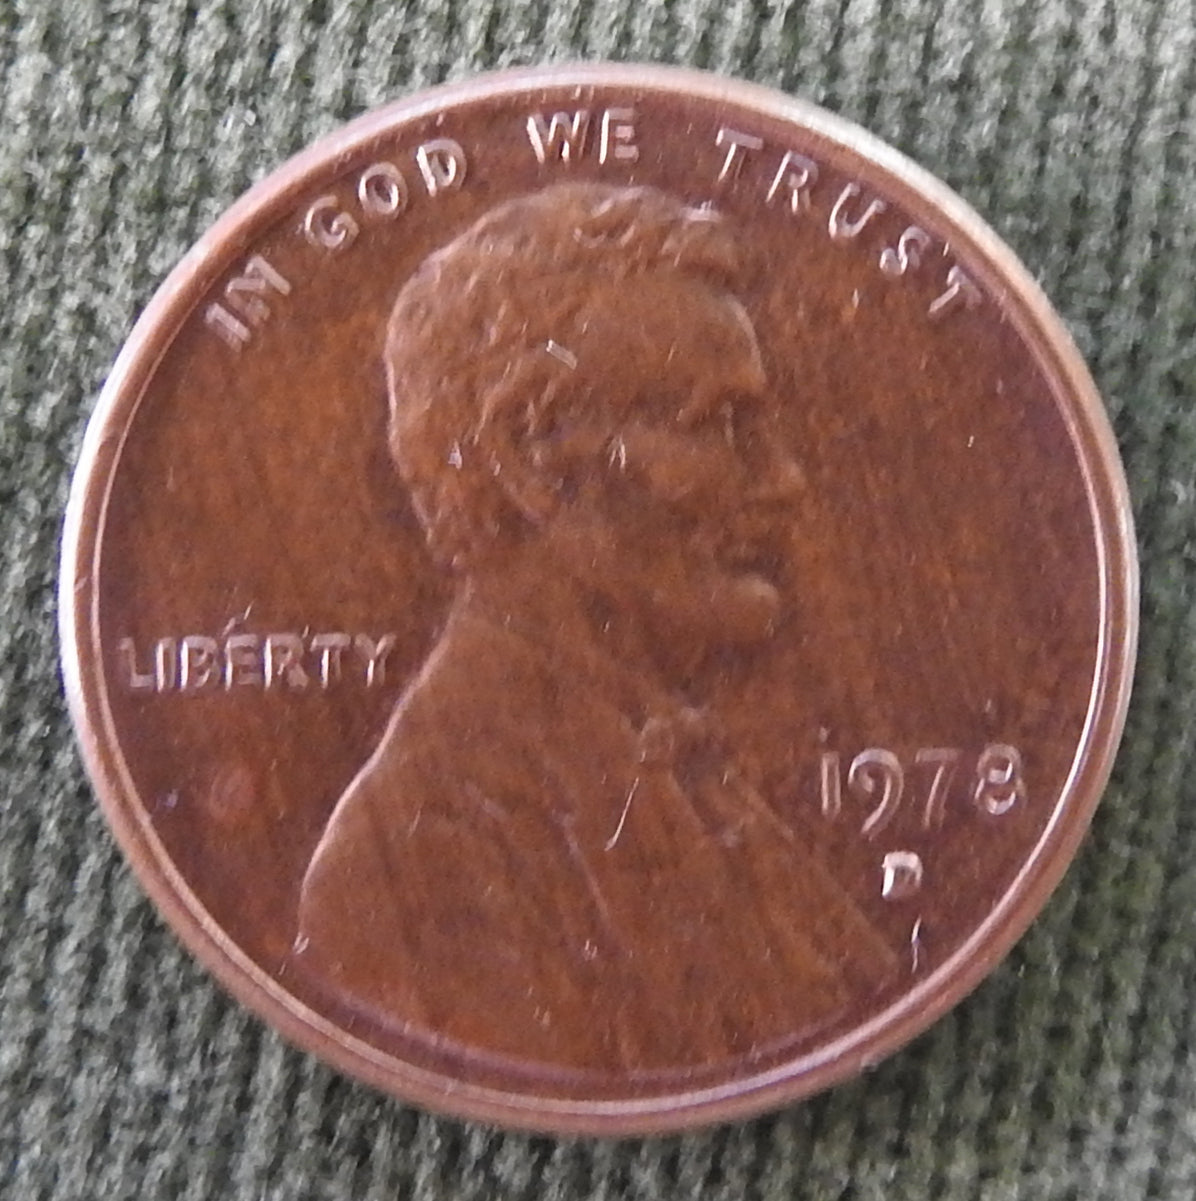 IN GOD WE TRUST
LIBERTY
1978
D